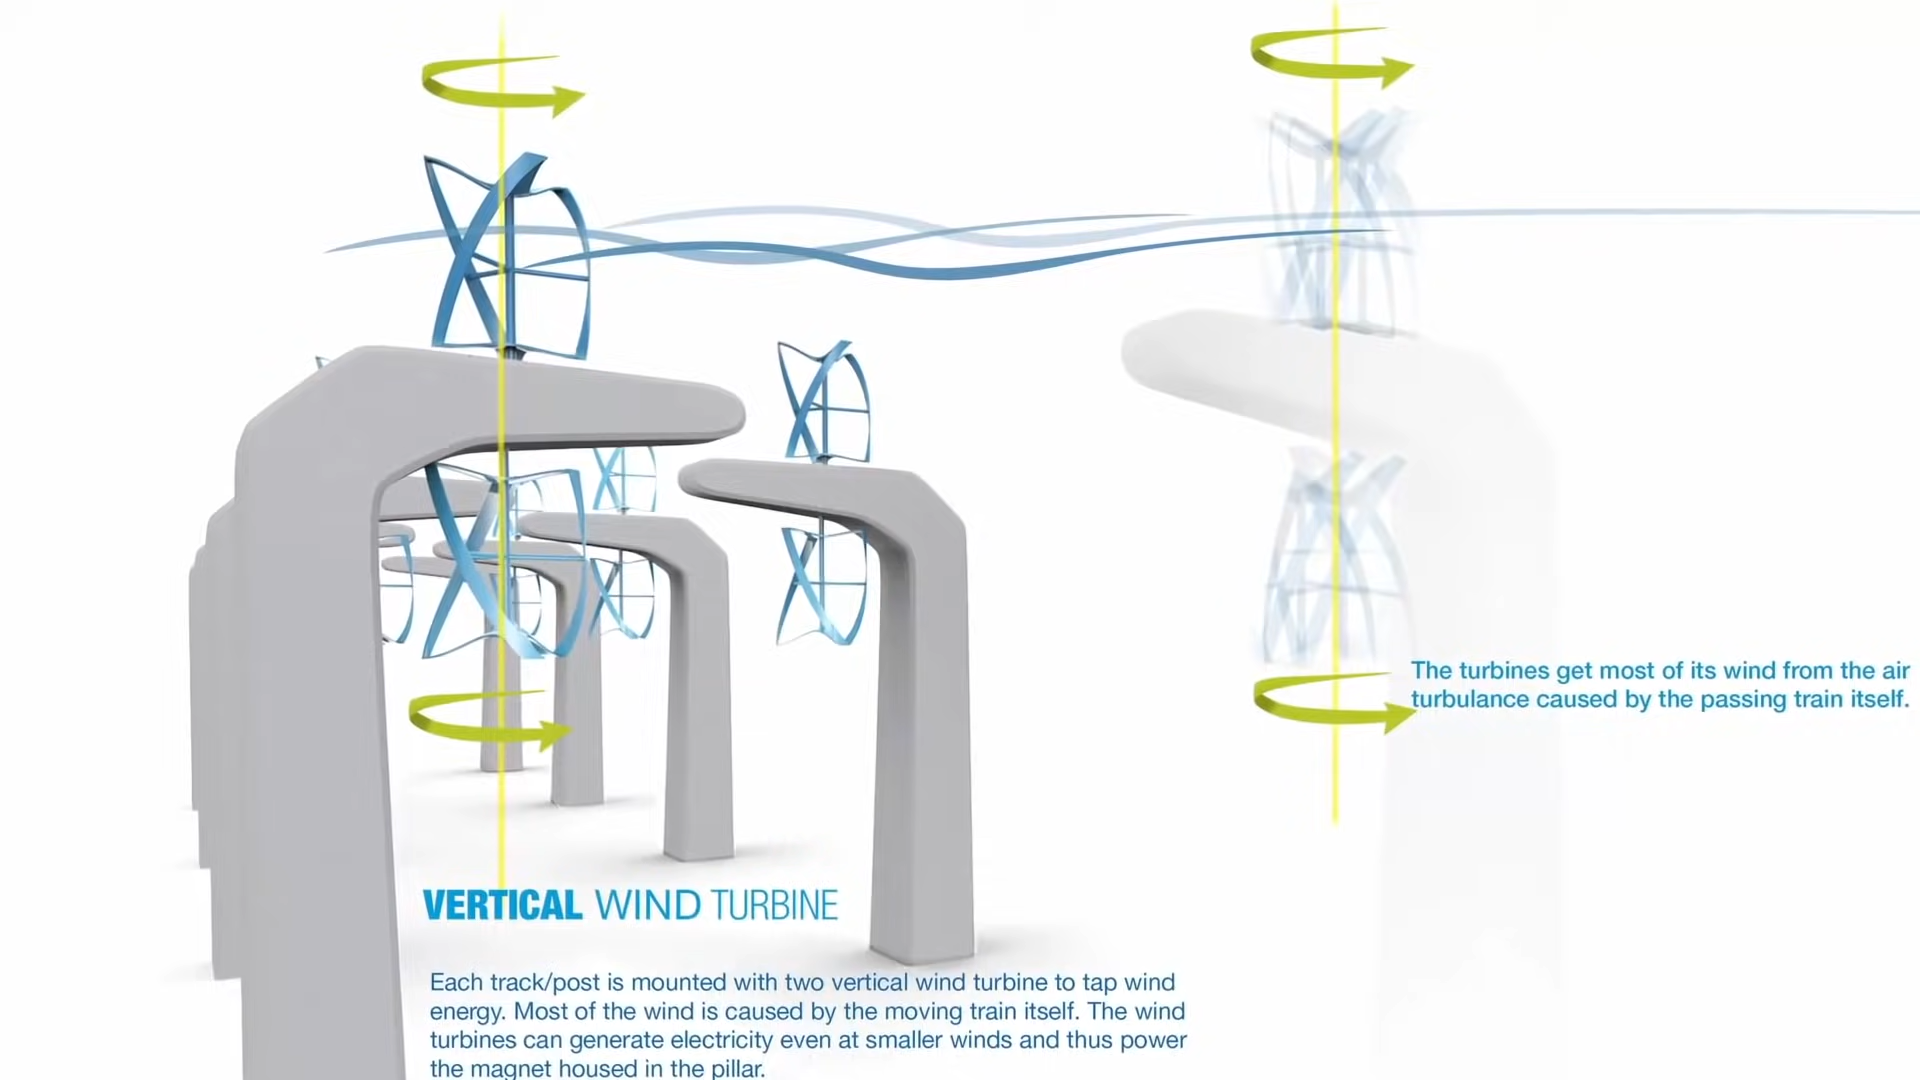 The turbines get most of its wind from the air
turbulance caused by the passing train itself.
VERTICAL WIND TURBINE
Each track/post is mounted with two vertical wind turbine to tap wind
energy. Most of the wind is caused by the moving train itself. The wind
turbines can generate electricity even at smaller winds and thus power
the magnet housed in the pillar.